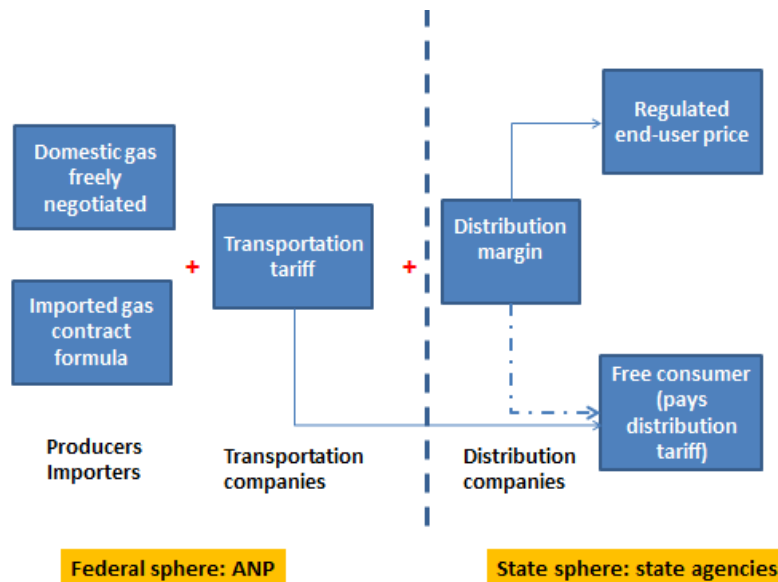 Domestic gas
freely
negotiated
Imported gas
contract
formula
+
Transportation
tariff
+
Distribution
margin
Regulated
end-user price
Free consumer
(pays
distribution
tariff)
Producers
Importers
Transportation
companies
Distribution
companies
Federal sphere: ANP
State sphere: state agencies